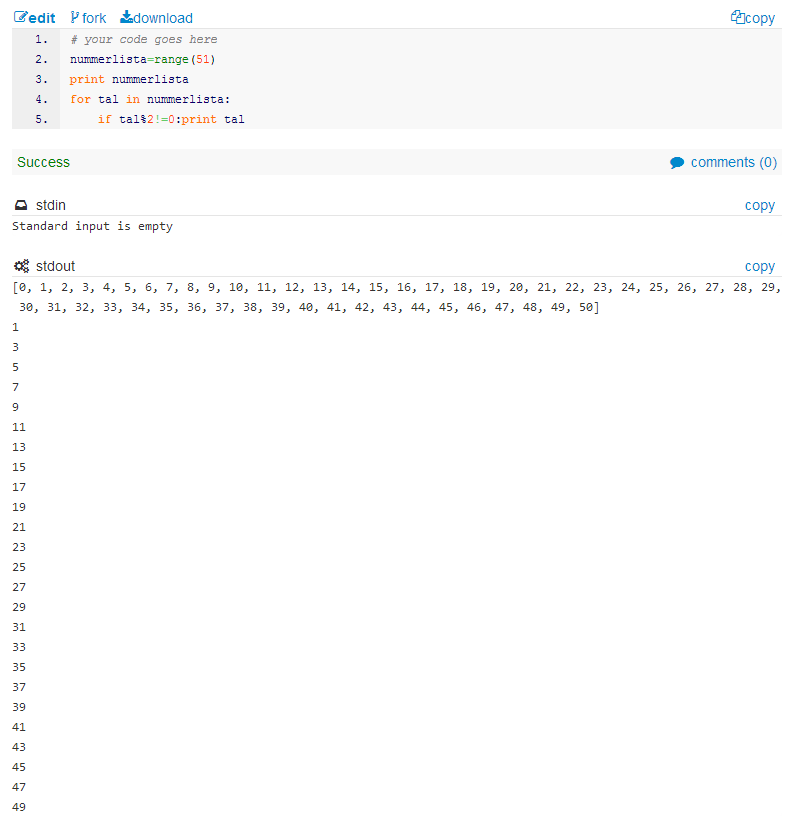 edit fork download copy
1. # your code goes here
2. nummerlista=range(51)
3. print nummerlista
4. for tal in nummerlista:
5.     if tal%2!=0:print tal
Success comments (0)
stdin copy
Standard input is empty
stdout copy
[0, 1, 2, 3, 4, 5, 6, 7, 8, 9, 10, 11, 12, 13, 14, 15, 16, 17, 18, 19, 20, 21, 22, 23, 24, 25, 26, 27, 28, 29,
30, 31, 32, 33, 34, 35, 36, 37, 38, 39, 40, 41, 42, 43, 44, 45, 46, 47, 48, 49, 50]
1
3
5
7
9
11
13
15
17
19
21
23
25
27
29
31
33
35
37
39
41
43
45
47
49